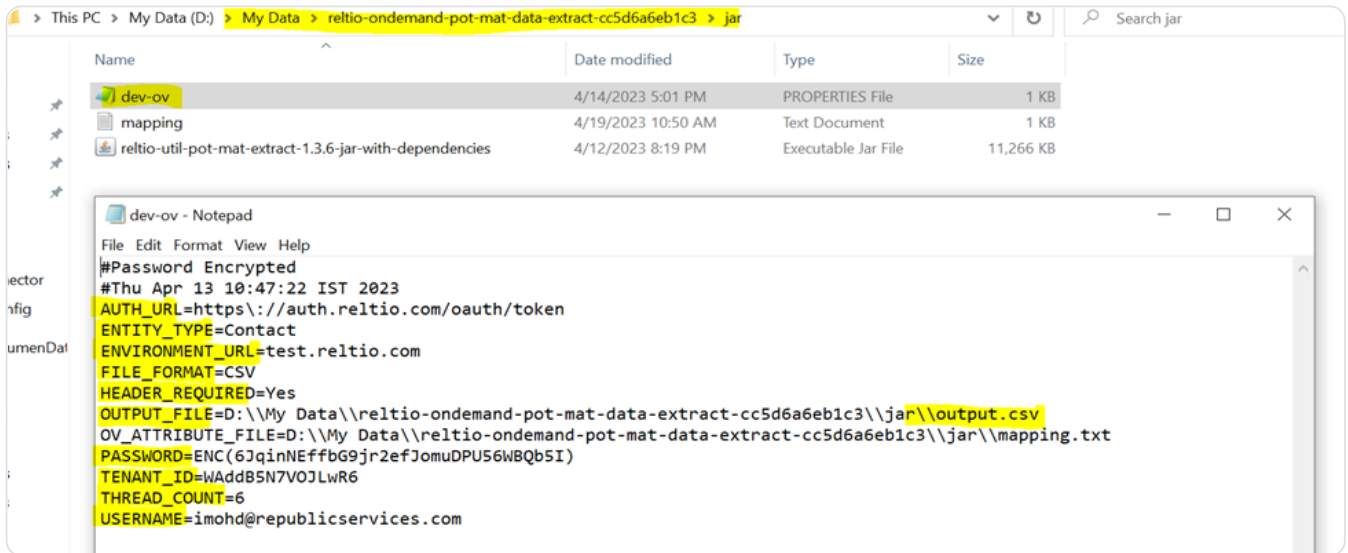 This PC > My Data (D:) > My Data > reltio-ondemand-pot-mat-data-extract-cc5d6a6eb1c3 > jar
Search jar
Name Date modified Type Size
dev-ov 4/14/2023 5:01 PM PROPERTIES File 1 KB
mapping 4/19/2023 10:50 AM Text Document 1 KB
reltio-util-pot-mat-extract-1.3.6-jar-with-dependencies 4/12/2023 8:19 PM Executable Jar File 11,266 KB
dev-ov - Notepad
File Edit Format View Help
#Password Encrypted
#Thu Apr 13 10:47:22 IST 2023
AUTH_URL=https\://auth.reltio.com/oauth/token
ENTITY_TYPE=Contact
ENVIRONMENT_URL=test.reltio.com
FILE_FORMAT=CSV
HEADER_REQUIRED=Yes
OUTPUT_FILE=D:\\My Data\\reltio-ondemand-pot-mat-data-extract-cc5d6a6eb1c3\\jar\\output.csv
OV_ATTRIBUTE_FILE=D:\\My Data\\reltio-ondemand-pot-mat-data-extract-cc5d6a6eb1c3\\jar\\mapping.txt
PASSWORD=ENC(6JqinNEffbG9jr2efJomuDPU56WBQb5I)
TENANT_ID=WAddB5N7VOJLwR6
THREAD_COUNT=6
USERNAME=imohd@republicservices.com
ector
nfig
umenDat